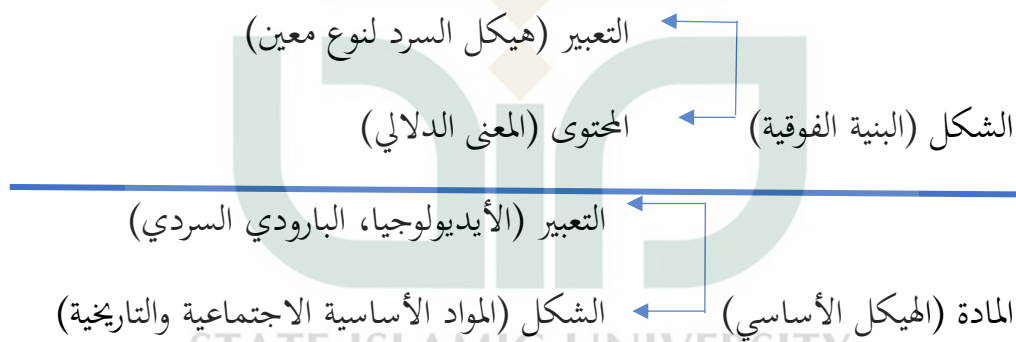 التعبير (هيكل السرد لنوع معين)
الشكل (البنية الفوقية) المحتوى (المعنى الدلالي)
التعبير (الأيديولوجيا، البارودي السردي)
المادة (الهيكل الأساسي) الشكل (المواد الأساسية الاجتماعية والتاريخية)
STATE ISLAMIC UNIVERSITY